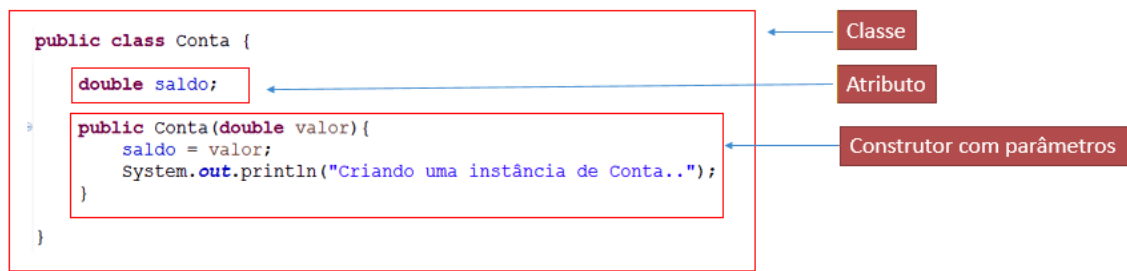 public class Conta {
Classe
double saldo;
Atributo
public Conta(double valor){
saldo = valor;
Construtor com parâmetros
System.out.println("Criando uma instância de Conta..");
}
}